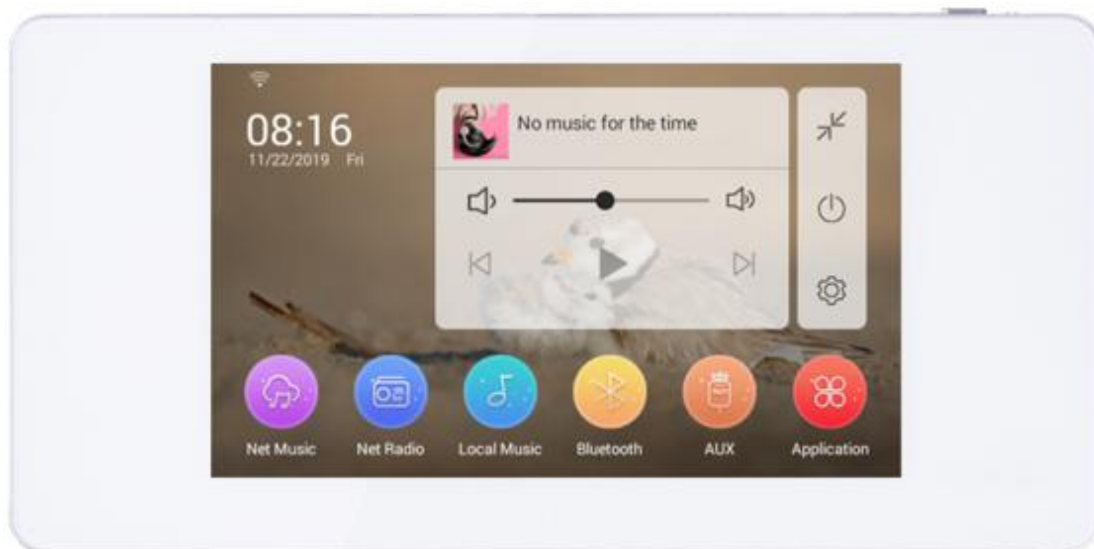 08:16
11/22/2019 Fri
No music for the time
Net Music
Net Radio
Local Music
Bluetooth
AUX
Application